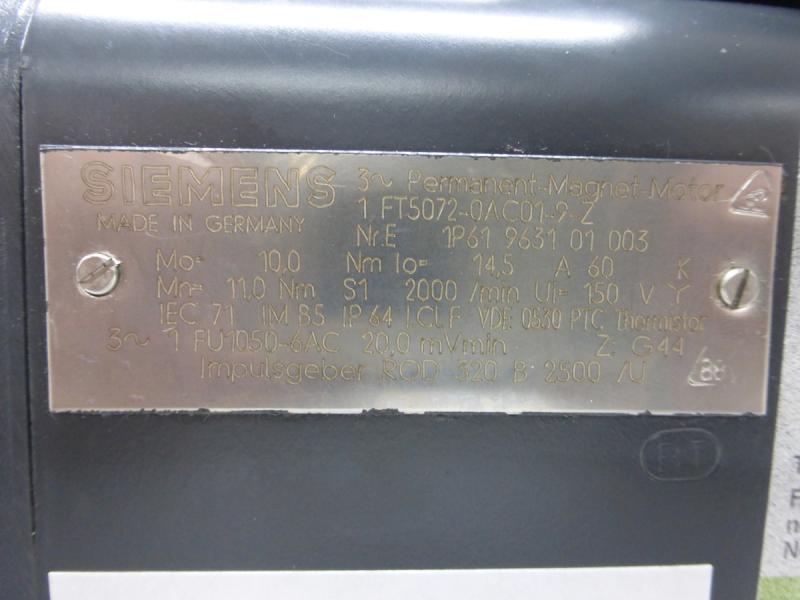 SIEMENS 3~ Permanent-Magnet-Motor
MADE IN GERMANY 1 FT5072-0AC01-9-Z
Nr.E 1P61 9631 01 003
Mo= 10,0 Nm Io= 14,5 A 60 K
Mn= 11,0 Nm S1 2000 /min Ui= 150 V Y
IEC 71 IM B5 IP 64 I.CL.F VDE 0530 PTC Thermistor
3~ 1 FU1050-6AC 20,0 mVmin Z: G44
Impulsgeber ROD 320 B 2500 /U
T
F
n
N